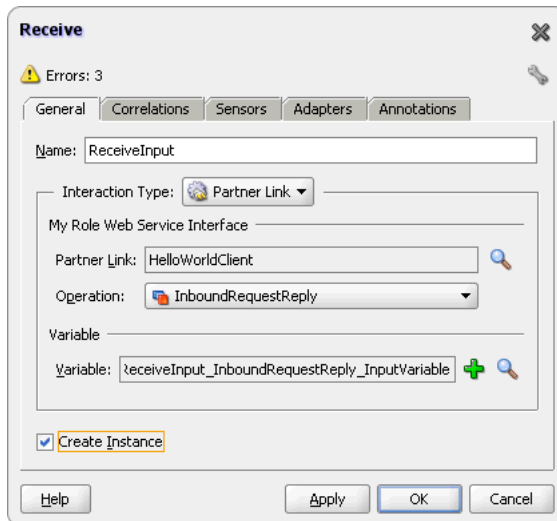 Receive
Errors: 3
General Correlations Sensors Adapters Annotations
Name: ReceiveInput
Interaction Type: Partner Link
My Role Web Service Interface
Partner Link: HelloWorldClient
Operation: InboundRequestReply
Variable
Variable: ReceiveInput_InboundRequestReply_InputVariable
Create Instance
Help Apply OK Cancel